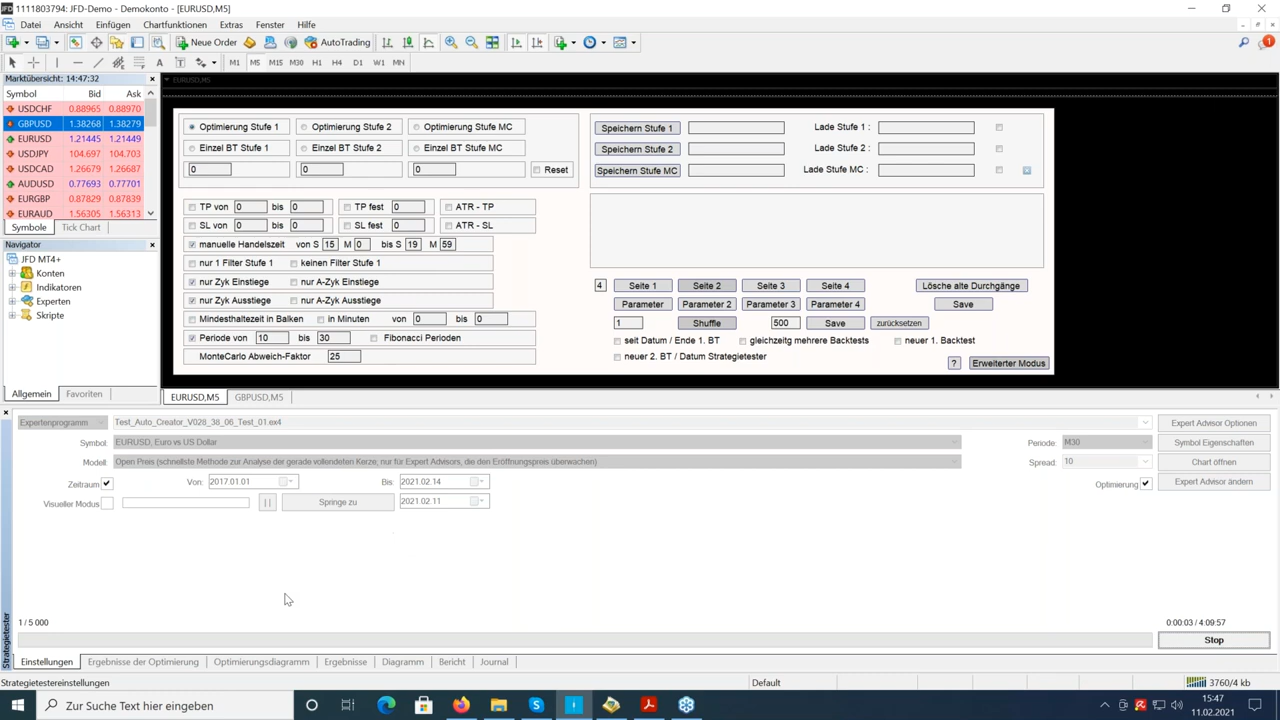 1111803794: JFD-Demo - Demokonto - [EURUSD,M5]
Datei Ansicht Einfügen Chartfunktionen Extras Fenster Hilfe
Neue Order AutoTrading 1
A T M1 M5 M15 M30 H1 H4 D1 W1 MN
Marktübersicht: 14:47:32
Symbol Bid Ask
USDCHF 0.88965 0.88970
GBPUSD 1.38268 1.38279
EURUSD 1.21445 1.21449
USDJPY 104.697 104.703
USDCAD 1.26679 1.26687
AUDUSD 0.77693 0.77701
EURGBP 0.87829 0.87839
EURAUD 1.56305 1.56313
Symbole Tick Chart
Navigator
JFD MT4+
Konten
Indikatoren
Experten
Skripte
Allgemein Favoriten
EURUSD,M5
Optimierung Stufe 1 Optimierung Stufe 2 Optimierung Stufe MC
Einzel BT Stufe 1 Einzel BT Stufe 2 Einzel BT Stufe MC
0 0 0 Reset
Speichern Stufe 1 Lade Stufe 1 :
Speichern Stufe 2 Lade Stufe 2 :
Speichern Stufe MC Lade Stufe MC : x
TP von 0 bis 0 TP fest 0 ATR - TP
SL von 0 bis 0 SL fest 0 ATR - SL
manuelle Handelszeit von S 15 M 0 bis S 19 M 59
nur 1 Filter Stufe 1 keinen Filter Stufe 1
nur Zyk Einstiege nur A-Zyk Einstiege
nur Zyk Ausstiege nur A-Zyk Ausstiege
Mindesthaltezeit in Balken in Minuten von 0 bis 0
Periode von 10 bis 30 Fibonacci Perioden
MonteCarlo Abweich-Faktor 25
4 Seite 1 Seite 2 Seite 3 Seite 4 Lösche alte Durchgänge
Parameter Parameter 2 Parameter 3 Parameter 4 Save
1 Shuffle 500 Save zurücksetzen
seit Datum / Ende 1. BT gleichzeitg mehrere Backtests neuer 1. Backtest
neuer 2. BT / Datum Strategietester
? Erweiterter Modus
EURUSD,M5 GBPUSD,M5
Expertenprogramm Test_Auto_Creator_V028_38_06_Test_01.ex4 Expert Advisor Optionen
Symbol: EURUSD, Euro vs US Dollar Periode: M30 Symbol Eigenschaften
Modell: Open Preis (schnellste Methode zur Analyse der gerade vollendeten Kerze, nur für Expert Advisors, die den Eröffnungspreis überwachen) Spread: 10 Chart öffnen
Zeitraum Von: 2017.01.01 Bis: 2021.02.14 Optimierung Expert Advisor ändern
Visueller Modus Springe zu 2021.02.11
1 / 5 000 0:00:03 / 4:09:57
Stop
Einstellungen Ergebnisse der Optimierung Optimierungsdiagramm Ergebnisse Diagramm Bericht Journal
Strategietester
Strategietestereinstellungen Default 3760/4 kb
Zur Suche Text hier eingeben
15:47
11.02.2021